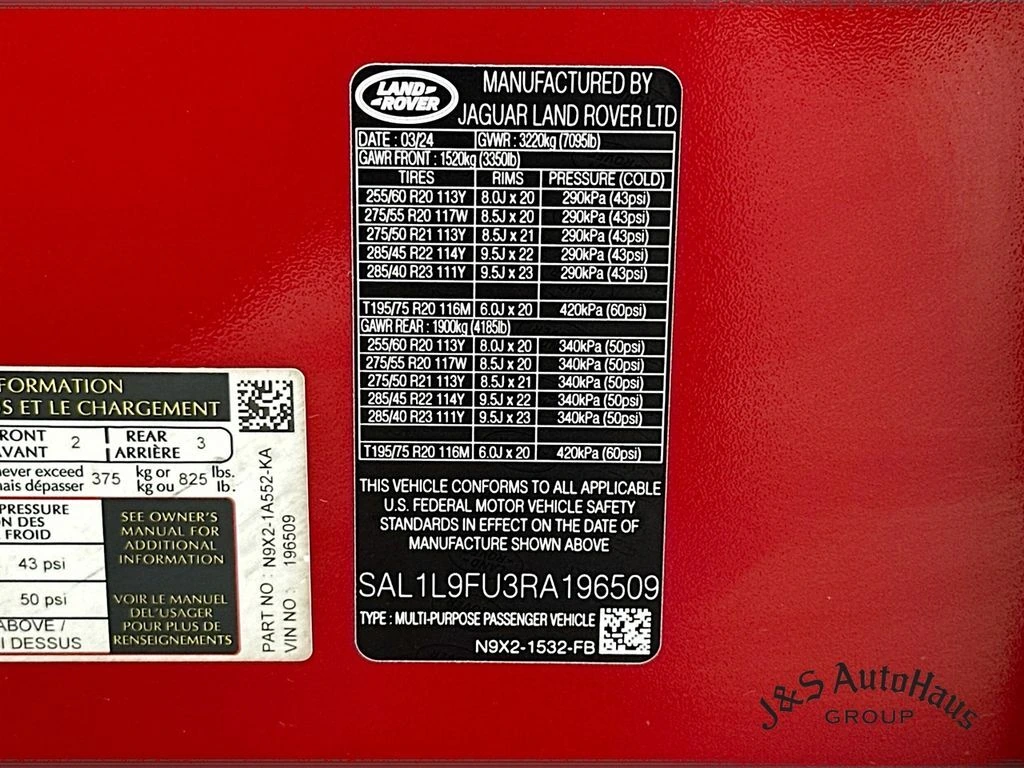 LAND-
ROVER
MANUFACTURED BY
JAGUAR LAND ROVER LTD
DATE : 03/24 GVWR : 3220kg (7095lb)
GAWR FRONT : 1520kg (3350lb)
TIRES RIMS PRESSURE (COLD)
255/60 R20 113Y 8.0J x 20 290kPa (43psi)
275/55 R20 117W 8.5J x 20 290kPa (43psi)
275/50 R21 113Y 8.5J x 21 290kPa (43psi)
285/45 R22 114Y 9.5J x 22 290kPa (43psi)
285/40 R23 111Y 9.5J x 23 290kPa (43psi)
T195/75 R20 116M 6.0J x 20 420kPa (60psi)
GAWR REAR : 1900kg (4185lb)
255/60 R20 113Y 8.0J x 20 340kPa (50psi)
275/55 R20 117W 8.5J x 20 340kPa (50psi)
275/50 R21 113Y 8.5J x 21 340kPa (50psi)
285/45 R22 114Y 9.5J x 22 340kPa (50psi)
285/40 R23 111Y 9.5J x 23 340kPa (50psi)
T195/75 R20 116M 6.0J x 20 420kPa (60psi)
THIS VEHICLE CONFORMS TO ALL APPLICABLE
U.S. FEDERAL MOTOR VEHICLE SAFETY
STANDARDS IN EFFECT ON THE DATE OF
MANUFACTURE SHOWN ABOVE
SAL1L9FU3RA196509
TYPE : MULTI-PURPOSE PASSENGER VEHICLE
N9X2-1532-FB
FORMATION
S ET LE CHARGEMENT
RONT 2 REAR 3
AVANT ARRIÈRE
never exceed 375 kg or 825 lbs.
mais dépasser kg ou lb.
PRESSURE
ON DES
FROID
43 psi
50 psi
ABOVE /
I DESSUS
SEE OWNER'S
MANUAL FOR
ADDITIONAL
INFORMATION
VOIR LE MANUEL
DEL'USAGER
POUR PLUS DE
RENSEIGNEMENTS
PART NO : N9X2-1A552-KA
VIN NO : 196509
J&S AutoHaus
GROUP